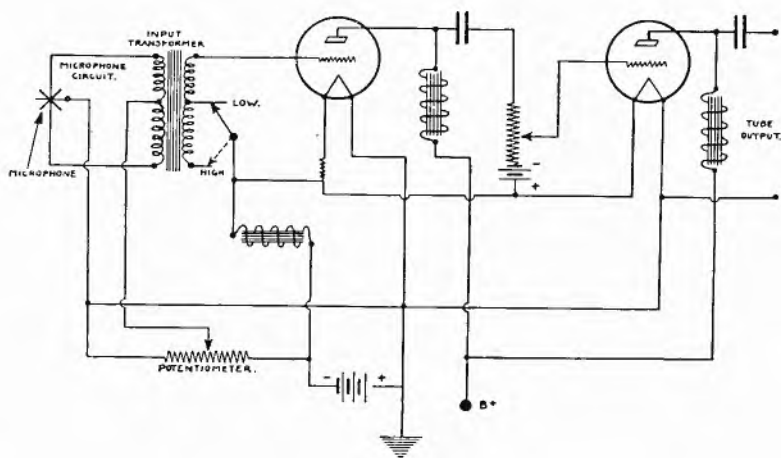 INPUT
TRANSFORMER
MICROPHONE
CIRCUIT.
LOW.
HIGH
MICROPHONE
TUBE
OUTPUT.
-
+
POTENTIOMETER.
- +
B+